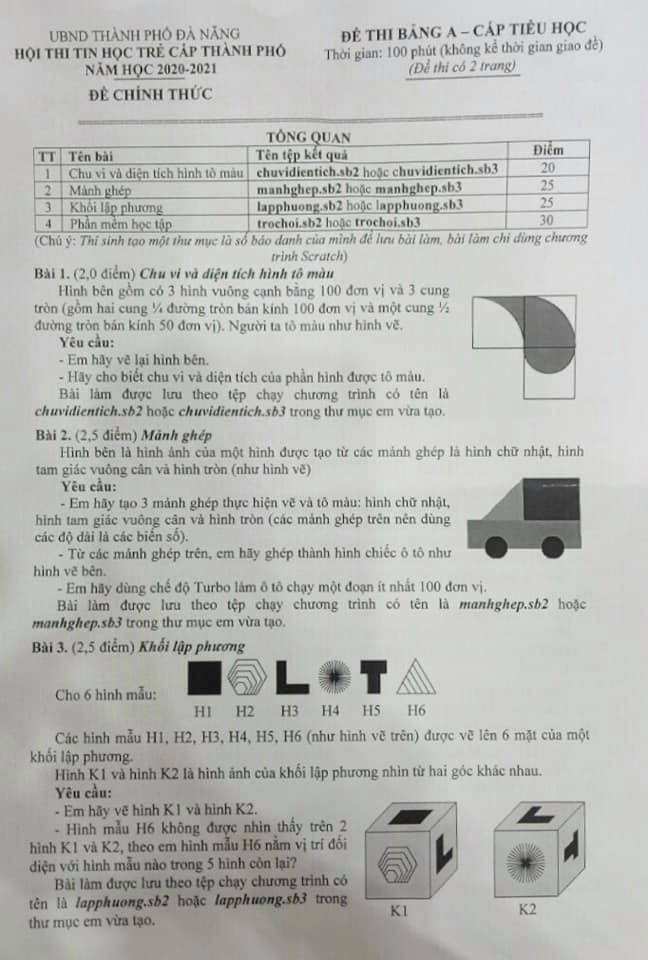 UBND THÀNH PHỐ ĐÀ NẴNG
HỘI THI TIN HỌC TRẺ CẤP THÀNH PHỐ
NĂM HỌC 2020-2021
ĐỀ CHÍNH THỨC
ĐỀ THI BẢNG A – CẤP TIỂU HỌC
Thời gian: 100 phút (không kể thời gian giao đề)
(Đề thi có 2 trang)
TỔNG QUAN
TT Tên bài Tên tệp kết quả Điểm
1 Chu vi và diện tích hình tô màu chuvidientich.sb2 hoặc chuvidientich.sb3 20
2 Mảnh ghép manhghep.sb2 hoặc manhghep.sb3 25
3 Khối lập phương lapphuong.sb2 hoặc lapphuong.sb3 25
4 Phần mềm học tập trochoi.sb2 hoặc trochoi.sb3 30
(Chú ý: Thí sinh tạo một thư mục là số báo danh của mình để lưu bài làm, bài làm chỉ dùng chương
trình Scratch)
Bài 1. (2,0 điểm) Chu vi và diện tích hình tô màu
Hình bên gồm có 3 hình vuông cạnh bằng 100 đơn vị và 3 cung
tròn (gồm hai cung ¼ đường tròn bán kính 100 đơn vị và một cung ½
đường tròn bán kính 50 đơn vị). Người ta tô màu như hình vẽ.
Yêu cầu:
- Em hãy vẽ lại hình bên.
- Hãy cho biết chu vi và diện tích của phần hình được tô màu.
Bài làm được lưu theo tệp chạy chương trình có tên là
chuvidientich.sb2 hoặc chuvidientich.sb3 trong thư mục em vừa tạo.
Bài 2. (2,5 điểm) Mảnh ghép
Hình bên là hình ảnh của một hình được tạo từ các mảnh ghép là hình chữ nhật, hình
tam giác vuông cân và hình tròn (như hình vẽ)
Yêu cầu:
- Em hãy tạo 3 mảnh ghép thực hiện vẽ và tô màu: hình chữ nhật,
hình tam giác vuông cân và hình tròn (các mảnh ghép trên nên dùng
các độ dài là các biến số).
- Từ các mảnh ghép trên, em hãy ghép thành hình chiếc ô tô như
hình vẽ bên.
- Em hãy dùng chế độ Turbo làm ô tô chạy một đoạn ít nhất 100 đơn vị.
Bài làm được lưu theo tệp chạy chương trình có tên là manhghep.sb2 hoặc
manhghep.sb3 trong thư mục em vừa tạo.
Bài 3. (2,5 điểm) Khối lập phương
Cho 6 hình mẫu:
H1 H2 H3 H4 H5 H6
Các hình mẫu H1, H2, H3, H4, H5, H6 (như hình vẽ trên) được vẽ lên 6 mặt của một
khối lập phương.
Hình K1 và hình K2 là hình ảnh của khối lập phương nhìn từ hai góc khác nhau.
Yêu cầu:
- Em hãy vẽ hình K1 và hình K2.
- Hình mẫu H6 không được nhìn thấy trên 2
hình K1 và K2, theo em hình mẫu H6 nằm vị trí đối
diện với hình mẫu nào trong 5 hình còn lại?
Bài làm được lưu theo tệp chạy chương trình có
tên là lapphuong.sb2 hoặc lapphuong.sb3 trong
thư mục em vừa tạo.
K1 K2